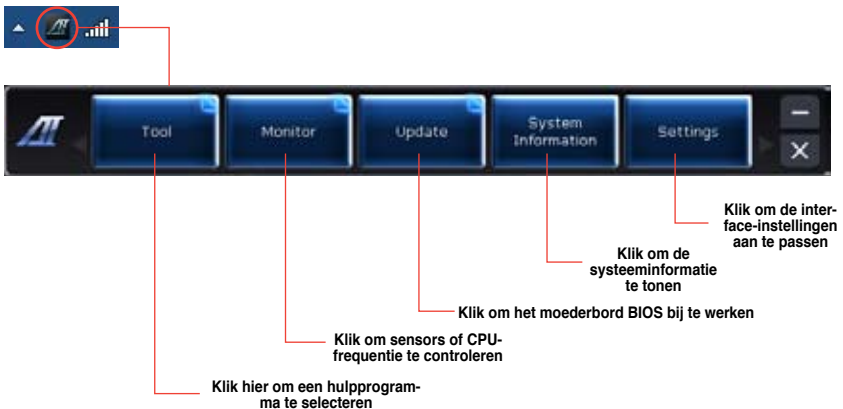 Tool
Monitor
Update
System
Information
Settings
Klik om de inter-
face-instellingen
aan te passen
Klik om de
systeeminformatie
te tonen
Klik om het moederbord BIOS bij te werken
Klik om sensors of CPU-
frequentie te controleren
Klik hier om een hulpprogram-
ma te selecteren